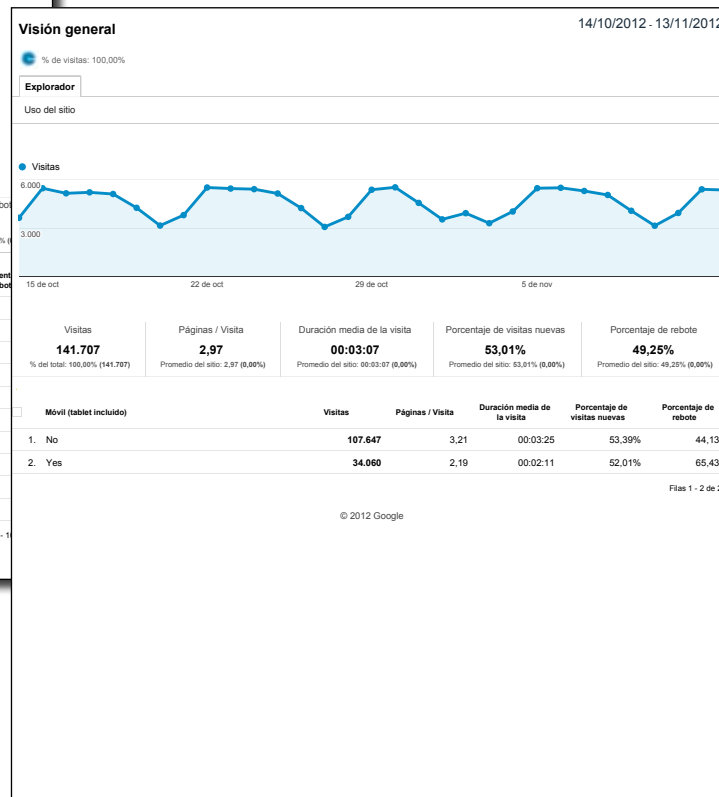 Visión general
14/10/2012 - 13/11/2012
% de visitas: 100,00%
Explorador
Uso del sitio
Visitas
6.000
3.000
15 de oct 22 de oct 29 de oct 5 de nov
Visitas Páginas / Visita Duración media de la visita Porcentaje de visitas nuevas Porcentaje de rebote
141.707 2,97 00:03:07 53,01% 49,25%
% del total: 100,00% (141.707) Promedio del sitio: 2,97 (0,00%) Promedio del sitio: 00:03:07 (0,00%) Promedio del sitio: 53,01% (0,00%) Promedio del sitio: 49,25% (0,00%)
Móvil (tablet incluido) Visitas Páginas / Visita Duración media de la visita Porcentaje de visitas nuevas Porcentaje de rebote
1. No 107.647 3,21 00:03:25 53,39% 44,13
2. Yes 34.060 2,19 00:02:11 52,01% 65,43
Filas 1 - 2 de 2
© 2012 Google